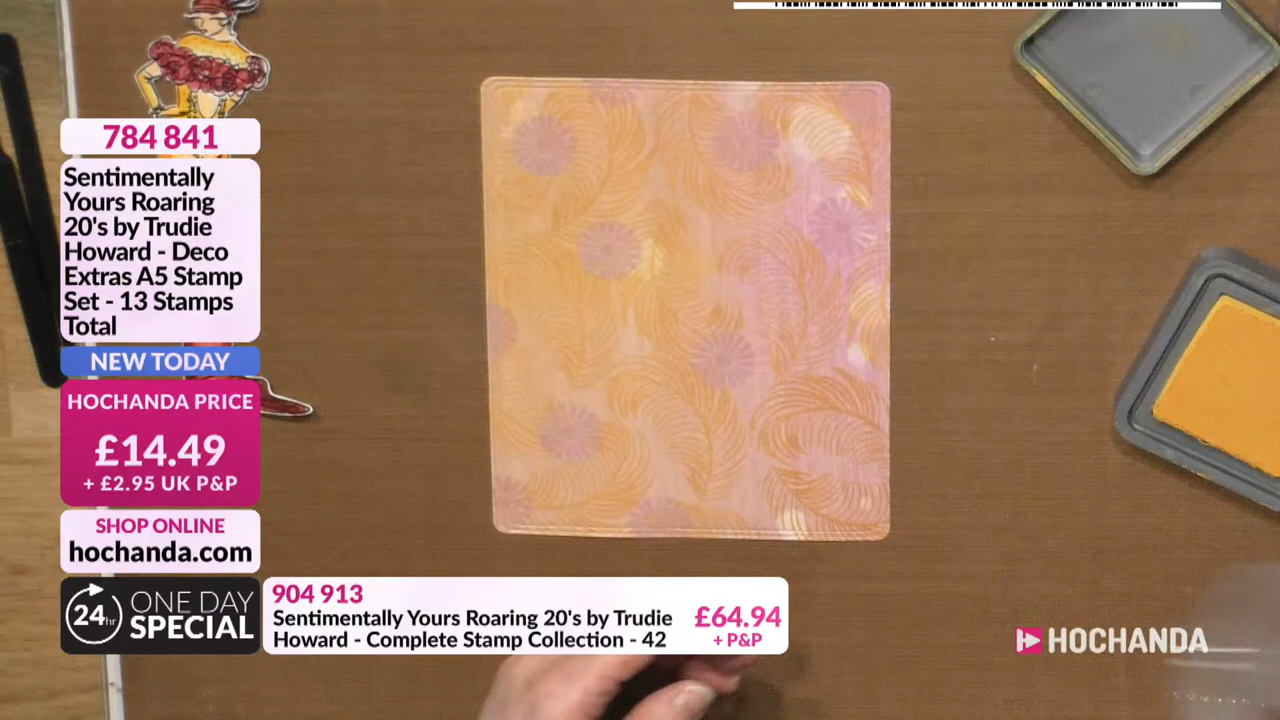 784 841
Sentimentally
Yours Roaring
20's by Trudie
Howard - Deco
Extras A5 Stamp
Set - 13 Stamps
Total
NEW TODAY
HOCHANDA PRICE
£14.49
+ £2.95 UK P&P
SHOP ONLINE
hochanda.com
24hr ONE DAY
SPECIAL
904 913
Sentimentally Yours Roaring 20's by Trudie
Howard - Complete Stamp Collection - 42
£64.94
+ P&P
HOCHANDA